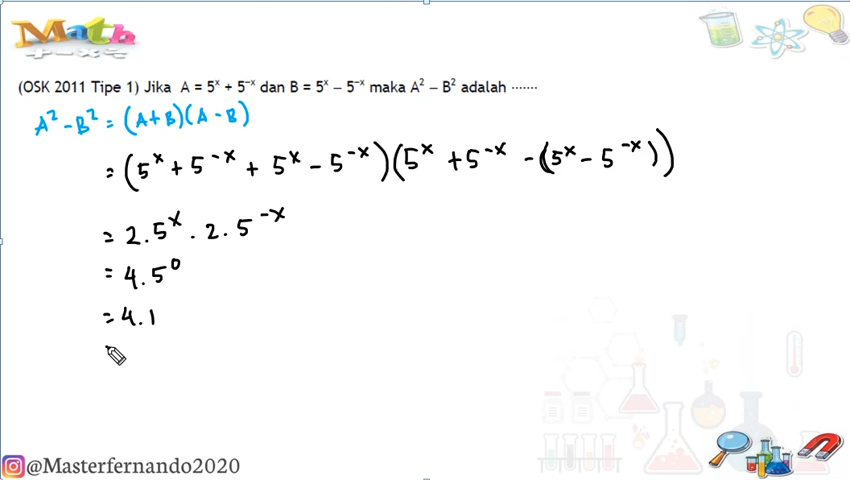 Math
(OSK 2011 Tipe 1) Jika A = 5ˣ + 5⁻ˣ dan B = 5ˣ – 5⁻ˣ maka A² – B² adalah ·······
A² - B² = (A + B)(A - B)
= (5ˣ + 5⁻ˣ + 5ˣ - 5⁻ˣ)(5ˣ + 5⁻ˣ - (5ˣ - 5⁻ˣ))
= 2 . 5ˣ . 2 . 5⁻ˣ
= 4 . 5⁰
= 4 . 1
@Masterfernando2020